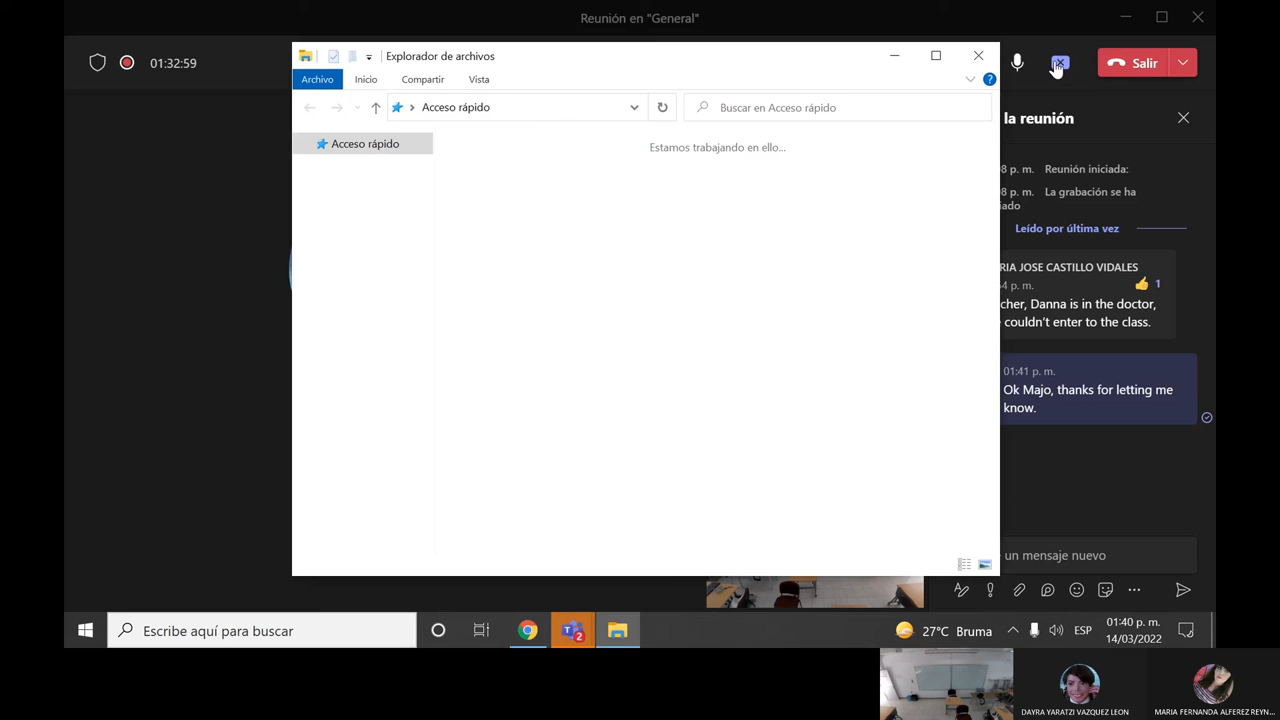 Reunión en "General"
01:32:59
Explorador de archivos
Archivo
Inicio
Compartir
Vista
Acceso rápido
Buscar en Acceso rápido
Acceso rápido
Estamos trabajando en ello...
Salir
la reunión
8 p. m. Reunión iniciada:
8 p. m. La grabación se ha
iado
Leído por última vez
RIA JOSE CASTILLO VIDALES
4 p. m.
1
cher, Danna is in the doctor,
couldn't enter to the class.
01:41 p. m.
Ok Majo, thanks for letting me
know.
un mensaje nuevo
Escribe aquí para buscar
2
27°C Bruma
ESP
01:40 p. m.
14/03/2022
DAYRA YARATZI VAZQUEZ LEON
MARIA FERNANDA ALFEREZ REYN...